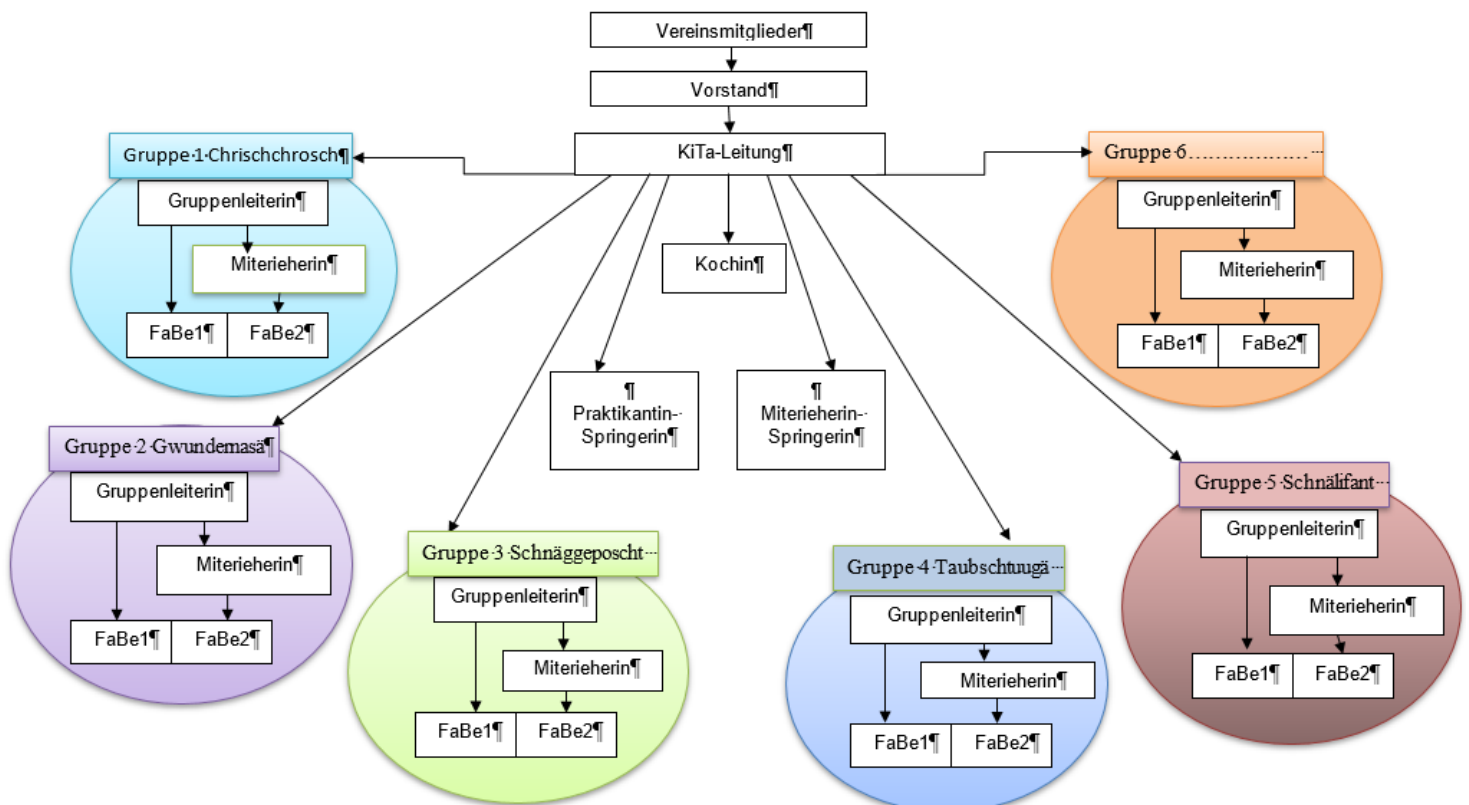 Vereinsmitglieder¶
Vorstand¶
KiTa-Leitung¶
Gruppe·1·Chrischchrosch¶
Gruppenleiterin¶
Miterieherin¶
FaBe1¶
FaBe2¶
Gruppe·6...................···
Gruppenleiterin¶
Miterieherin¶
FaBe1¶
FaBe2¶
Kochin¶
¶
Praktikantin-·
Springerin¶
¶
Miterieherin-·
Springerin¶
Gruppe·2·Gwundemasä¶
Gruppenleiterin¶
Miterieherin¶
FaBe1¶
FaBe2¶
Gruppe·3·Schnäggeposcht···
Gruppenleiterin¶
Miterieherin¶
FaBe1¶
FaBe2¶
Gruppe·4·Taubschtuugä···
Gruppenleiterin¶
Miterieherin¶
FaBe1¶
FaBe2¶
Gruppe·5·Schnälifant···
Gruppenleiterin¶
Miterieherin¶
FaBe1¶
FaBe2¶